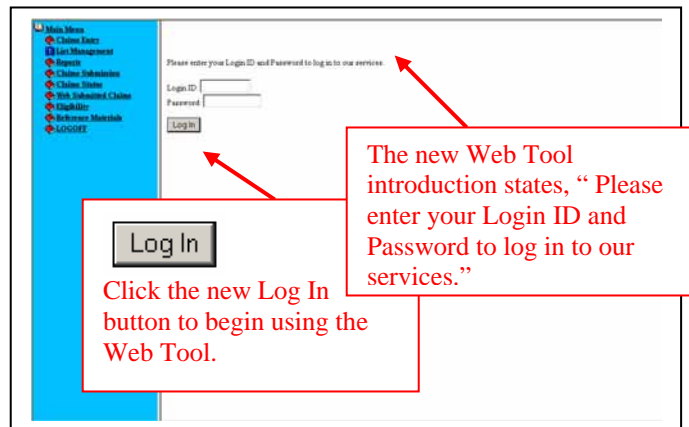 Main Menu
Claims Entry
List Management
Reports
Claims Submission
Claims Status
Web Submitted Claims
Eligibility
Reference Materials
LOGOFF
Please enter your Login ID and Password to log in to our services.
Login ID:
Password:
Log In
The new Web Tool
introduction states, “ Please
enter your Login ID and
Password to log in to our
services.”
Log In
Click the new Log In
button to begin using the
Web Tool.